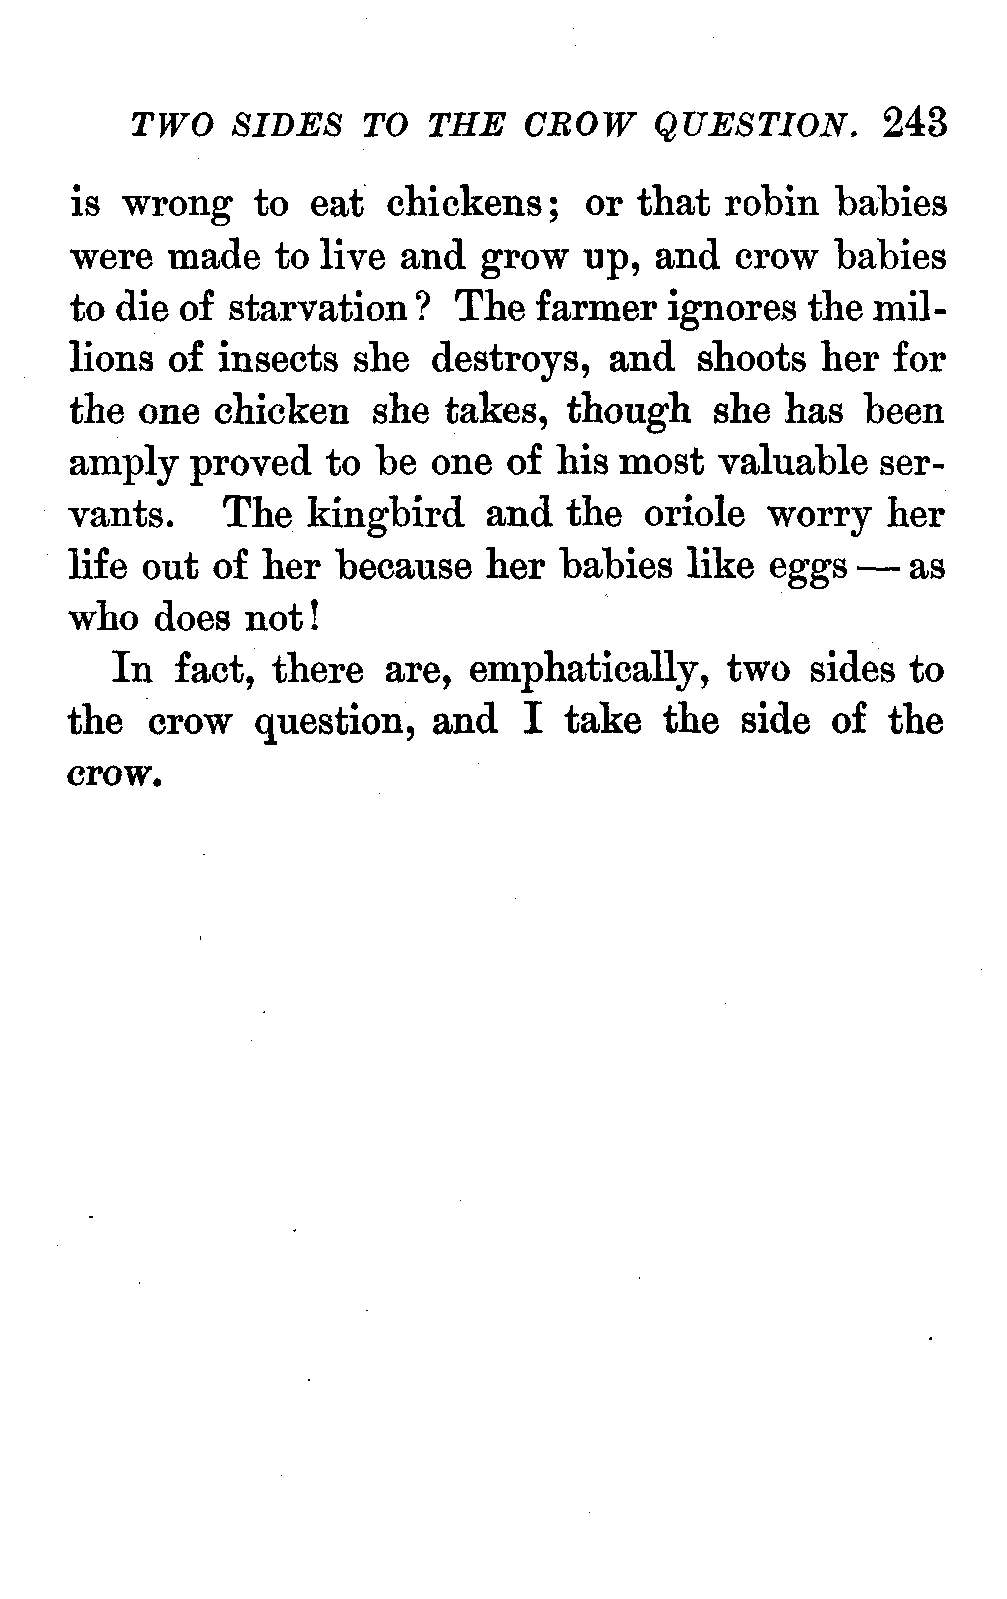 TWO SIDES TO THE CROW QUESTION. 243
is wrong to eat chickens; or that robin babies
were made to live and grow up, and crow babies
to die of starvation? The farmer ignores the mil-
lions of insects she destroys, and shoots her for
the one chicken she takes, though she has been
amply proved to be one of his most valuable ser-
vants. The kingbird and the oriole worry her
life out of her because her babies like eggs — as
who does not!
In fact, there are, emphatically, two sides to
the crow question, and I take the side of the
crow.